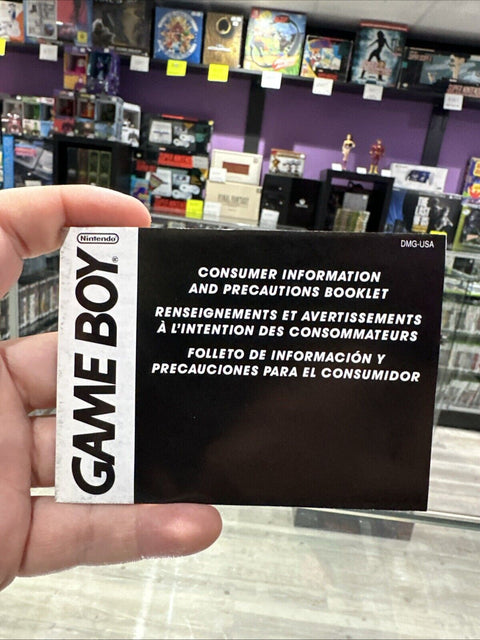 Nintendo
GAME BOY®
DMG-USA
CONSUMER INFORMATION
AND PRECAUTIONS BOOKLET
RENSEIGNEMENTS ET AVERTISSEMENTS
À L'INTENTION DES CONSOMMATEURS
FOLLETO DE INFORMACIÓN Y
PRECAUCIONES PARA EL CONSUMIDOR